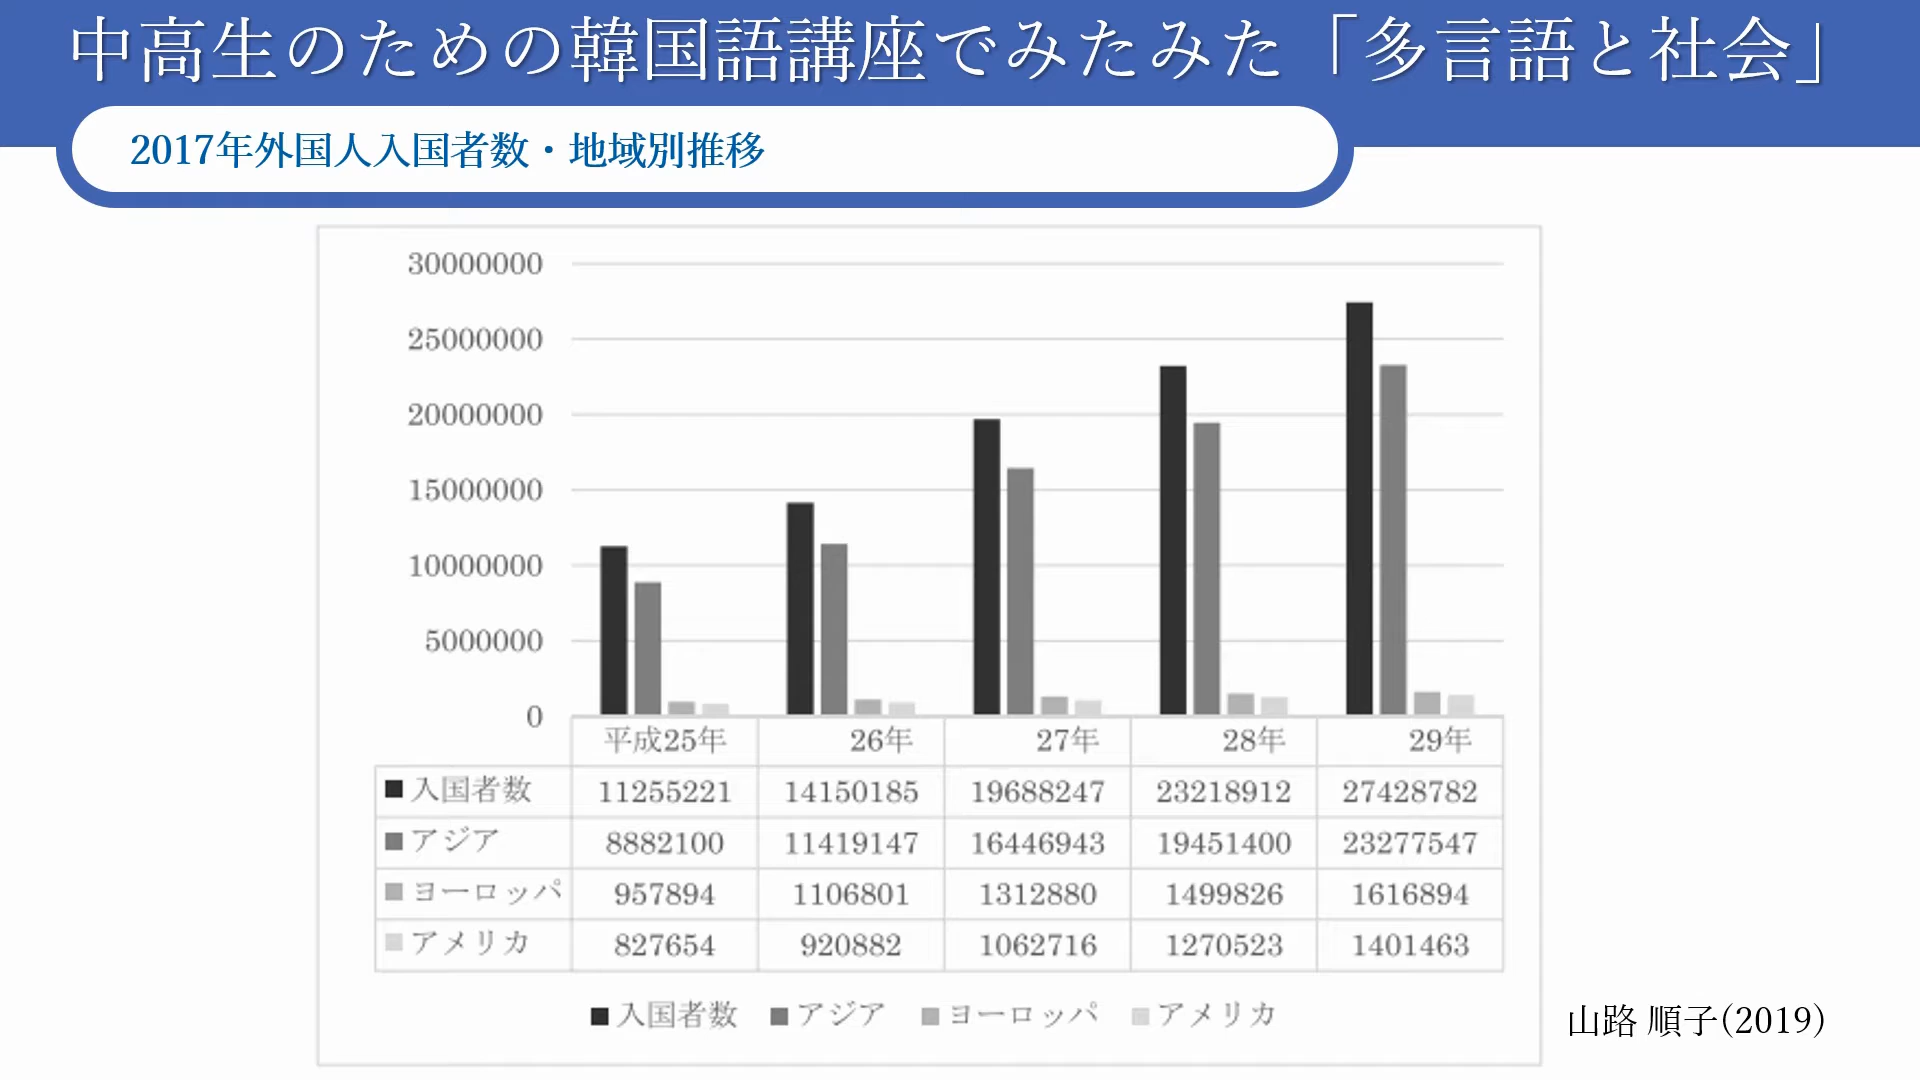 中高生のための韓国語講座でみたみた「多言語と社会」
2017年外国人入国者数・地域別推移
30000000
25000000
20000000
15000000
10000000
5000000
0
平成25年 26年 27年 28年 29年
入国者数 11255221 14150185 19688247 23218912 27428782
アジア 8882100 11419147 16446943 19451400 23277547
ヨーロッパ 957894 1106801 1312880 1499826 1616894
アメリカ 827654 920882 1062716 1270523 1401463
入国者数 アジア ヨーロッパ アメリカ
山路 順子(2019)